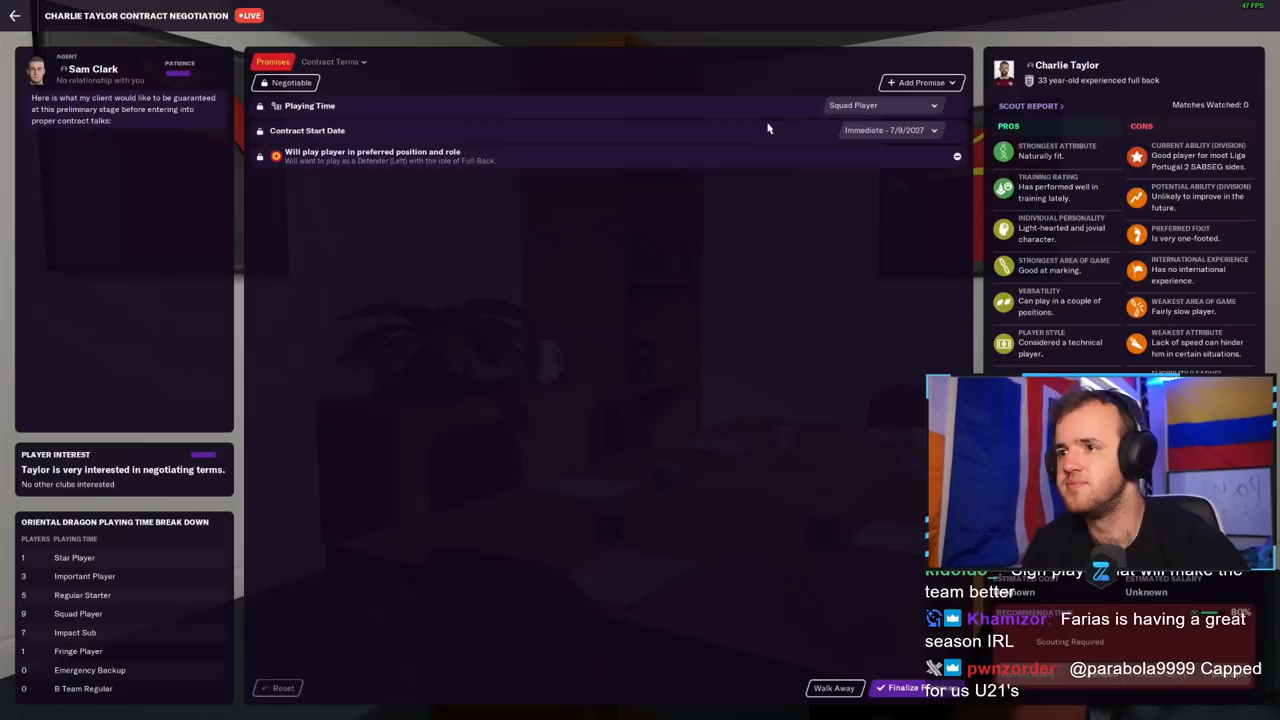 47 FPS
CHARLIE TAYLOR CONTRACT NEGOTIATION
LIVE
AGENT
Sam Clark
No relationship with you
PATIENCE
Here is what my client would like to be guaranteed
at this preliminary stage before entering into
proper contract talks:
Promises
Contract Terms
Negotiable
+ Add Promise
Playing Time
Squad Player
Contract Start Date
Immediate - 7/9/2027
Will play player in preferred position and role
Will want to play as a Defender (Left) with the role of Full-Back.
Charlie Taylor
33 year-old experienced full back
SCOUT REPORT >
Matches Watched: 0
PROS
STRONGEST ATTRIBUTE
Naturally fit.
TRAINING RATING
Has performed well in
training lately.
INDIVIDUAL PERSONALITY
Light-hearted and jovial
character.
STRONGEST AREA OF GAME
Good at marking.
VERSATILITY
Can play in a couple of
positions.
PLAYER STYLE
Considered a technical
player.
CONS
CURRENT ABILITY (DIVISION)
Good player for most Liga
Portugal 2 SABSEG sides.
POTENTIAL ABILITY (DIVISION)
Unlikely to improve in the
future.
PREFERRED FOOT
Is very one-footed.
INTERNATIONAL EXPERIENCE
Has no international
experience.
WEAKEST AREA OF GAME
Fairly slow player.
WEAKEST ATTRIBUTE
Lack of speed can hinder
him in certain situations.
PLAYER INTEREST
Taylor is very interested in negotiating terms.
No other clubs interested
ORIENTAL DRAGON PLAYING TIME BREAK DOWN
PLAYERS PLAYING TIME
1 Star Player
3 Important Player
5 Regular Starter
9 Squad Player
7 Impact Sub
1 Fringe Player
0 Emergency Backup
0 B Team Regular
Reset
Walk Away
Finalize
make the
team better
ESTIMATED SALARY
Unknown
Khamizor: Farias is having a great
season IRL
80%
Scouting Required
pwnzorder: @parabola9999 Capped
for us U21's